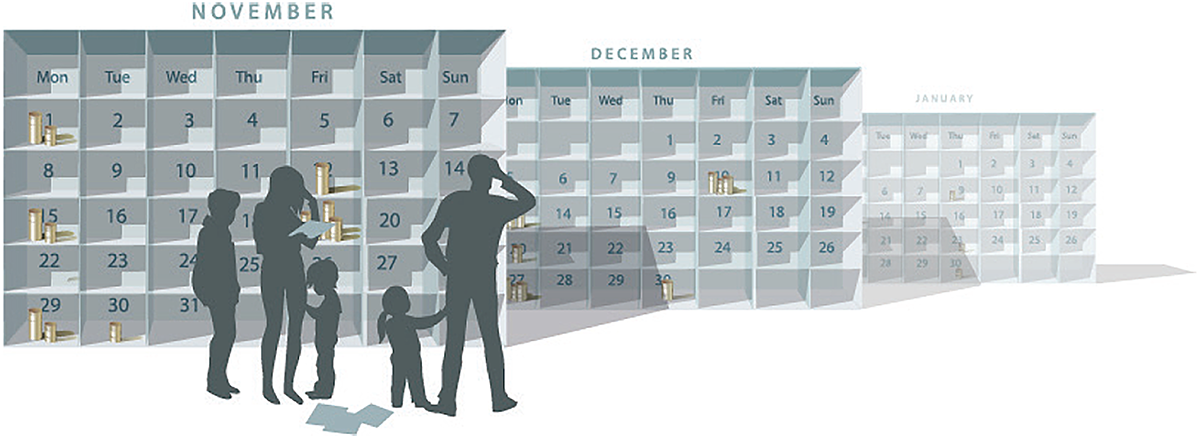 NOVEMBER
Mon Tue Wed Thu Fri Sat Sun
1 2 3 4 5 6 7
8 9 10 11 13 14
15 16 17 20
22 23 24 25 26 27
29 30 31
DECEMBER
Tue Wed Thu Fri Sat Sun
1 2 3 4
6 7 9 10 11 12
14 15 16 17 18 19
21 22 23 24 25 26
27 28 29 30
JANUARY
Tue Wed Thu Fri Sat Sun
1 2 3 4
6 7 9 10 11 12
14 15 16 17 18 19
21 22 23 24 25 26
28 29 30